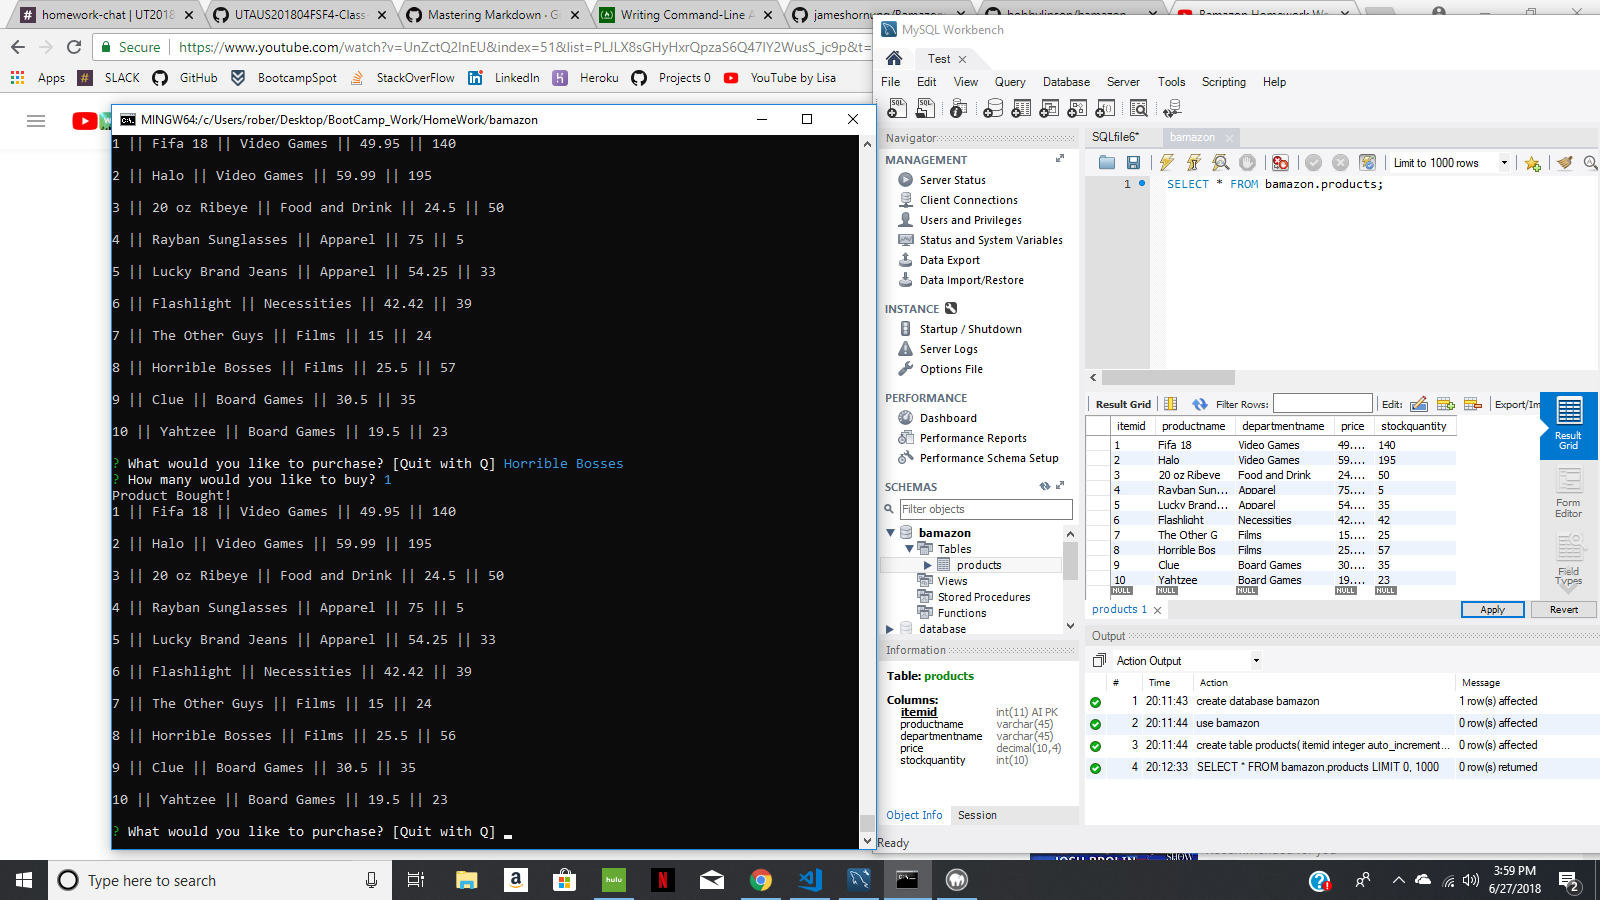 homework-chat | UT2018
UTAUS201804FSF4-Class-
Mastering Markdown · Gi
Writing Command-Line A
jameshornung/Bamazon
bobbylinson/bamazon
Bamazon Homework Wa
Secure | https://www.youtube.com/watch?v=UnZctQ2InEU&index=51&list=PLJLX8sGHyHxrQpzaS6Q47lY2WusS_jc9p&t=
Apps SLACK GitHub BootcampSpot StackOverFlow LinkedIn Heroku Projects 0 YouTube by Lisa
MINGW64:/c/Users/rober/Desktop/BootCamp_Work/HomeWork/bamazon
1 || Fifa 18 || Video Games || 49.95 || 140
2 || Halo || Video Games || 59.99 || 195
3 || 20 oz Ribeye || Food and Drink || 24.5 || 50
4 || Rayban Sunglasses || Apparel || 75 || 5
5 || Lucky Brand Jeans || Apparel || 54.25 || 33
6 || Flashlight || Necessities || 42.42 || 39
7 || The Other Guys || Films || 15 || 24
8 || Horrible Bosses || Films || 25.5 || 57
9 || Clue || Board Games || 30.5 || 35
10 || Yahtzee || Board Games || 19.5 || 23
? What would you like to purchase? [Quit with Q] Horrible Bosses
? How many would you like to buy? 1
Product Bought!
1 || Fifa 18 || Video Games || 49.95 || 140
2 || Halo || Video Games || 59.99 || 195
3 || 20 oz Ribeye || Food and Drink || 24.5 || 50
4 || Rayban Sunglasses || Apparel || 75 || 5
5 || Lucky Brand Jeans || Apparel || 54.25 || 33
6 || Flashlight || Necessities || 42.42 || 39
7 || The Other Guys || Films || 15 || 24
8 || Horrible Bosses || Films || 25.5 || 56
9 || Clue || Board Games || 30.5 || 35
10 || Yahtzee || Board Games || 19.5 || 23
? What would you like to purchase? [Quit with Q]
MySQL Workbench
Test
File Edit View Query Database Server Tools Scripting Help
Navigator
MANAGEMENT
Server Status
Client Connections
Users and Privileges
Status and System Variables
Data Export
Data Import/Restore
INSTANCE
Startup / Shutdown
Server Logs
Options File
PERFORMANCE
Dashboard
Performance Reports
Performance Schema Setup
SCHEMAS
Filter objects
bamazon
Tables
products
Views
Stored Procedures
Functions
database
Information
Table: products
Columns:
itemid int(11) AI PK
productname varchar(45)
departmentname varchar(45)
price decimal(10,4)
stockquantity int(10)
Object Info Session
Ready
SQLfile6* bamazon
Limit to 1000 rows
1 SELECT * FROM bamazon.products;
Result Grid Filter Rows: Edit: Export/Im
itemid productname departmentname price stockquantity
1 Fifa 18 Video Games 49.... 140
2 Halo Video Games 59.... 195
3 20 oz Ribeye Food and Drink 24.... 50
4 Rayban Sun... Apparel 75.... 5
5 Lucky Brand... Apparel 54.... 35
6 Flashlight Necessities 42.... 42
7 The Other G Films 15.... 25
8 Horrible Bos Films 25.... 57
9 Clue Board Games 30.... 35
10 Yahtzee Board Games 19.... 23
NULL NULL NULL NULL NULL
Result Grid
Form Editor
Field Types
products 1
Apply Revert
Output
Action Output
# Time Action Message
1 20:11:43 create database bamazon 1 row(s) affected
2 20:11:44 use bamazon 0 row(s) affected
3 20:11:44 create table products( itemid integer auto_increment... 0 row(s) affected
4 20:12:33 SELECT * FROM bamazon.products LIMIT 0, 1000 0 row(s) returned
Type here to search
a
hulu
N
3:59 PM
6/27/2018
2